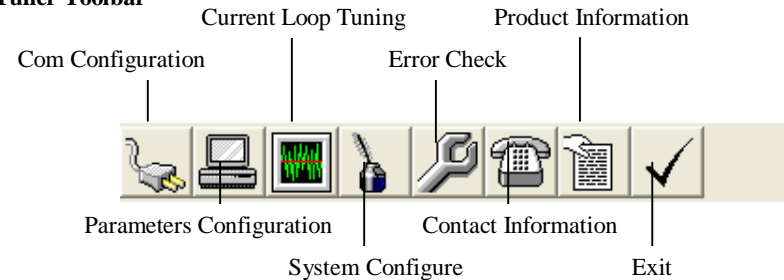 Tuner Toolbar
Current Loop Tuning
Product Information
Com Configuration
Error Check
Parameters Configuration
Contact Information
System Configure
Exit